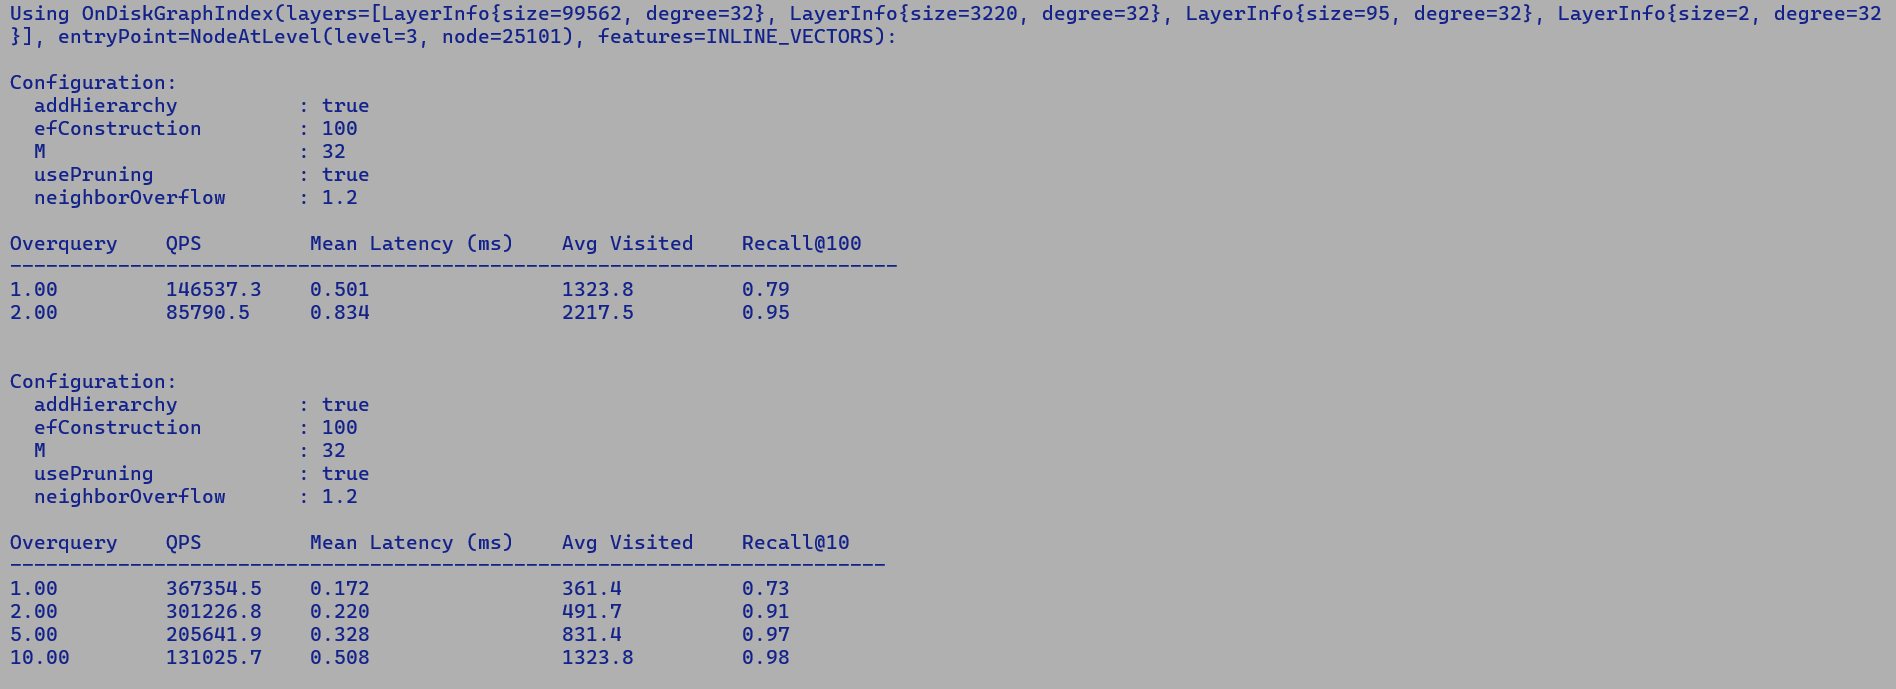 Using OnDiskGraphIndex(layers=[LayerInfo{size=99562, degree=32}, LayerInfo{size=3220, degree=32}, LayerInfo{size=95, degree=32}, LayerInfo{size=2, degree=32
}], entryPoint=NodeAtLevel(level=3, node=25101), features=INLINE_VECTORS):
Configuration:
addHierarchy : true
efConstruction : 100
M : 32
usePruning : true
neighborOverflow : 1.2
Overquery QPS Mean Latency (ms) Avg Visited Recall@100
--------------------------------------------------------------------------
1.00 146537.3 0.501 1323.8 0.79
2.00 85790.5 0.834 2217.5 0.95
Configuration:
addHierarchy : true
efConstruction : 100
M : 32
usePruning : true
neighborOverflow : 1.2
Overquery QPS Mean Latency (ms) Avg Visited Recall@10
-------------------------------------------------------------------------
1.00 367354.5 0.172 361.4 0.73
2.00 301226.8 0.220 491.7 0.91
5.00 205641.9 0.328 831.4 0.97
10.00 131025.7 0.508 1323.8 0.98